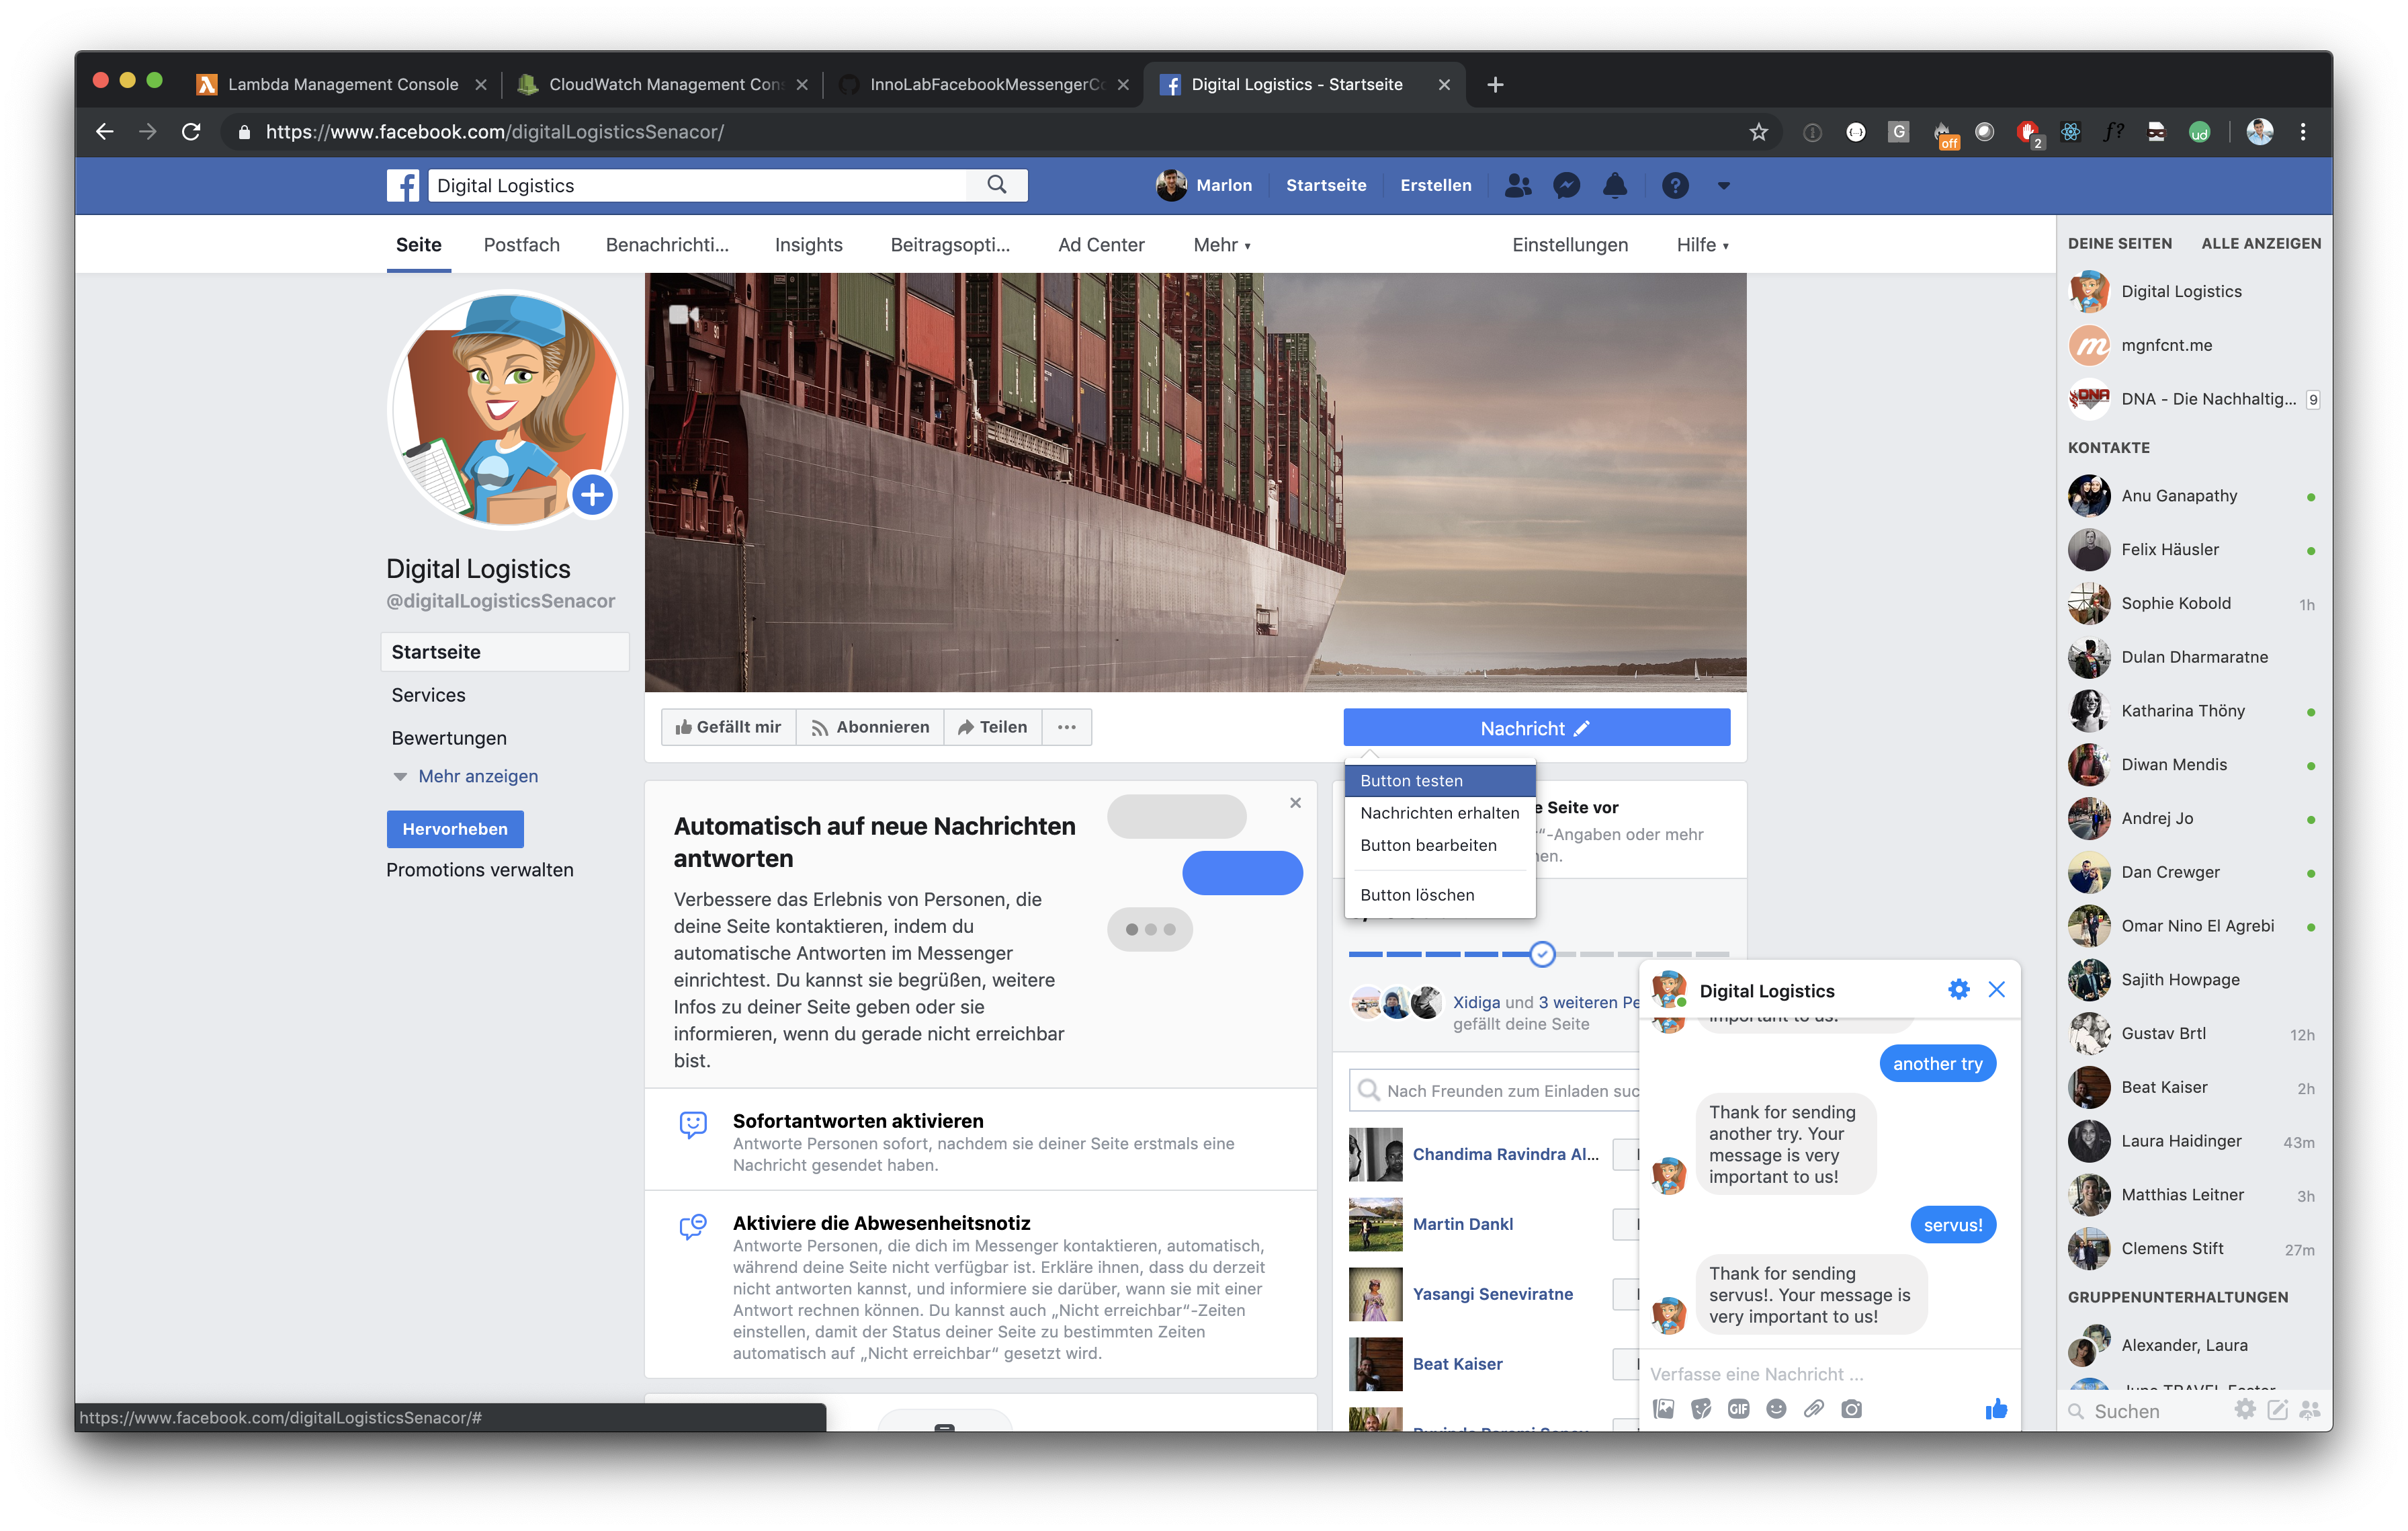 Lambda Management Console
CloudWatch Management Cons
InnoLabFacebookMessengerCo
Digital Logistics - Startseite
https://www.facebook.com/digitalLogisticsSenacor/
G
off
2
f?
ud
Digital Logistics
Marlon
Startseite
Erstellen
Seite
Postfach
Benachrichti...
Insights
Beitragsopti...
Ad Center
Mehr
Einstellungen
Hilfe
Digital Logistics
@digitalLogisticsSenacor
Startseite
Services
Bewertungen
Mehr anzeigen
Hervorheben
Promotions verwalten
Gefällt mir
Abonnieren
Teilen
Nachricht
Button testen
Nachrichten erhalten
Button bearbeiten
Button löschen
e Seite vor
“-Angaben oder mehr
en.
Automatisch auf neue Nachrichten
antworten
Verbessere das Erlebnis von Personen, die
deine Seite kontaktieren, indem du
automatische Antworten im Messenger
einrichtest. Du kannst sie begrüßen, weitere
Infos zu deiner Seite geben oder sie
informieren, wenn du gerade nicht erreichbar
bist.
Sofortantworten aktivieren
Antworte Personen sofort, nachdem sie deiner Seite erstmals eine
Nachricht gesendet haben.
Aktiviere die Abwesenheitsnotiz
Antworte Personen, die dich im Messenger kontaktieren, automatisch,
während deine Seite nicht verfügbar ist. Erkläre ihnen, dass du derzeit
nicht antworten kannst, und informiere sie darüber, wann sie mit einer
Antwort rechnen können. Du kannst auch „Nicht erreichbar“-Zeiten
einstellen, damit der Status deiner Seite zu bestimmten Zeiten
automatisch auf „Nicht erreichbar“ gesetzt wird.
Xidiga und 3 weiteren Pe
gefällt deine Seite
Nach Freunden zum Einladen suc
Chandima Ravindra Al...
Martin Dankl
Yasangi Seneviratne
Beat Kaiser
Digital Logistics
important to us!
another try
Thank for sending
another try. Your
message is very
important to us!
servus!
Thank for sending
servus!. Your message is
very important to us!
Verfasse eine Nachricht ...
GIF
DEINE SEITEN
ALLE ANZEIGEN
Digital Logistics
m
mgnfcnt.me
DNA
DNA - Die Nachhaltig...
9
KONTAKTE
Anu Ganapathy
Felix Häusler
Sophie Kobold
1h
Dulan Dharmaratne
Katharina Thöny
Diwan Mendis
Andrej Jo
Dan Crewger
Omar Nino El Agrebi
Sajith Howpage
Gustav Brtl
12h
Beat Kaiser
2h
Laura Haidinger
43m
Matthias Leitner
3h
Clemens Stift
27m
GRUPPENUNTERHALTUNGEN
Alexander, Laura
Suchen
https://www.facebook.com/digitalLogisticsSenacor/#